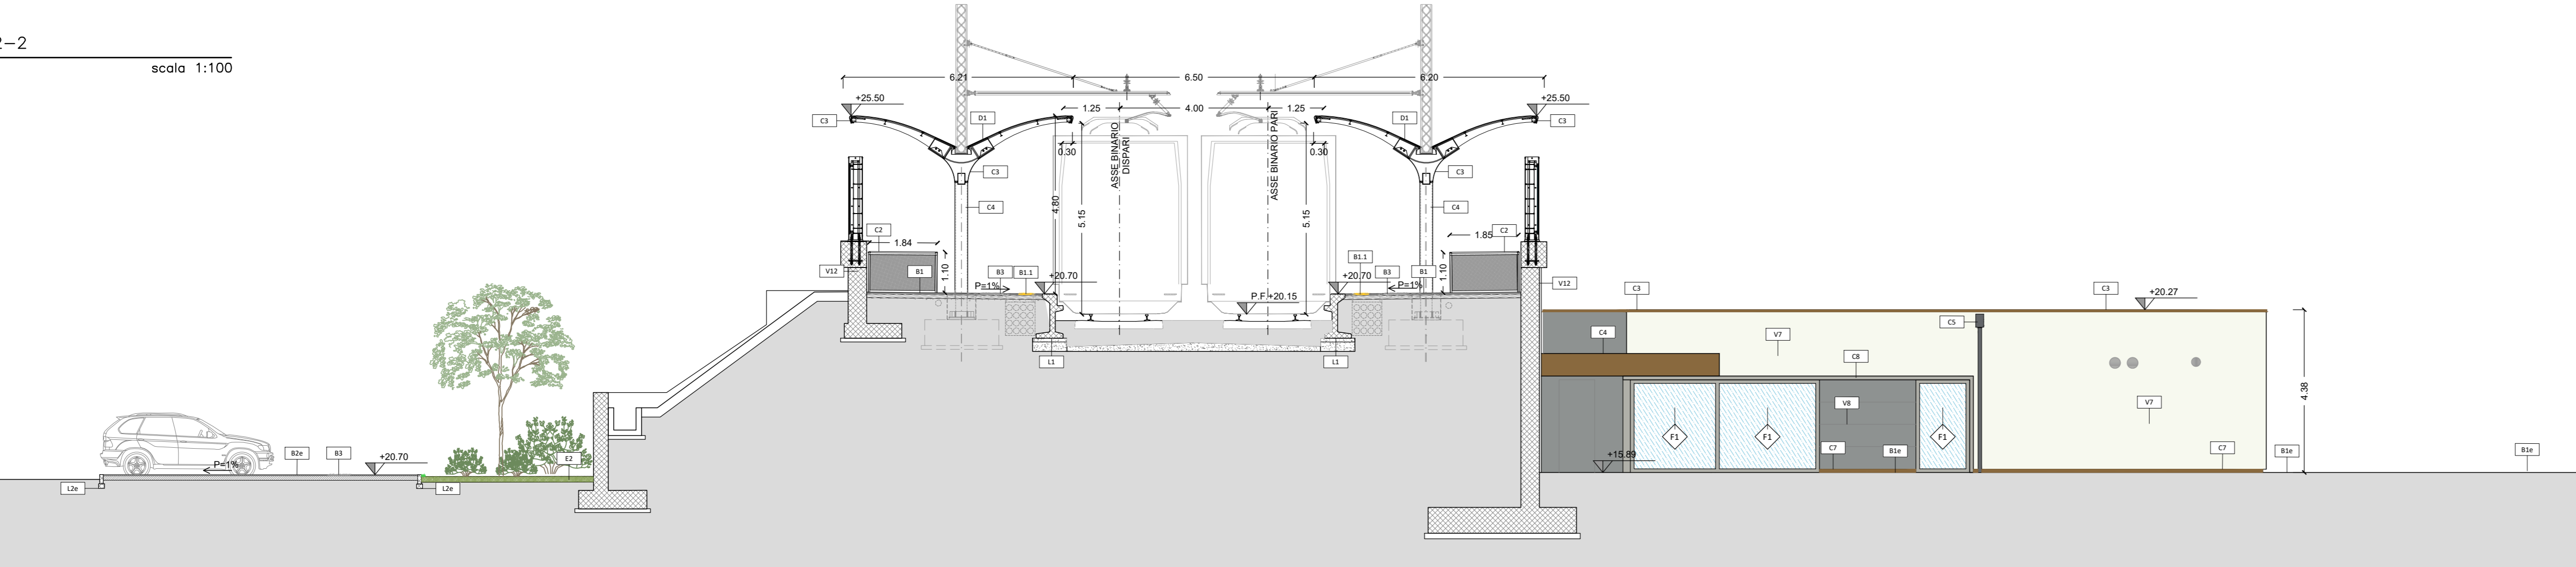 2-2
scala 1:100
6.21
6.50
6.20
+25.50
+25.50
1.25
4.00
1.25
C3
D1
D1
C3
ASSE BINARIO
DISPARI
ASSE BINARIO PARI
0.30
0.30
C3
C3
C4
C4
4.80
5.15
5.15
C2
1.84
1.85
C2
V12
B1
1.10
B3
B1.1
+20.70
P=1%
P.F.+20.15
B1.1
+20.70
B3
B1
P=1%
1.10
V12
C3
C3
+20.27
L1
L1
C4
V7
C5
C8
4.38
V8
V7
F1
F1
F1
C7
B1e
C7
B1e
B1e
+15.89
B2e
B3
P=1%
+20.70
E2
L2e
L2e